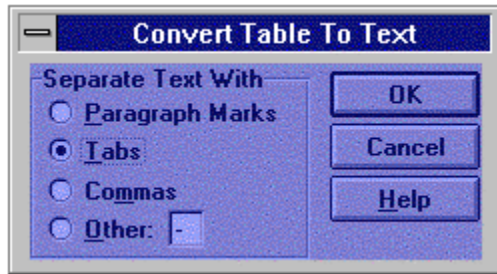 Convert Table To Text
Separate Text With
Paragraph Marks
Tabs
Commas
Other: -
OK
Cancel
Help